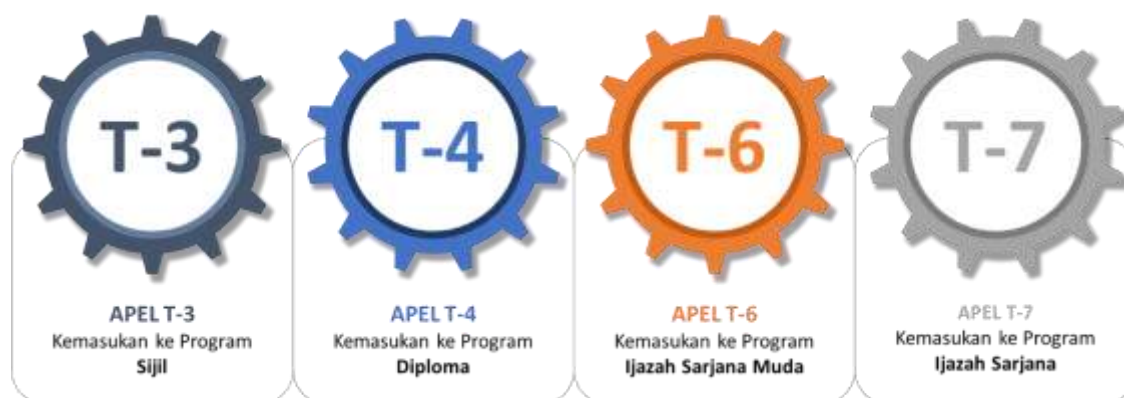 T-3
T-4
T-6
T-7
APEL T-3
Kemasukan ke Program
Sijil
APEL T-4
Kemasukan ke Program
Diploma
APEL T-6
Kemasukan ke Program
Ijazah Sarjana Muda
APEL T-7
Kemasukan ke Program
Ijazah Sarjana